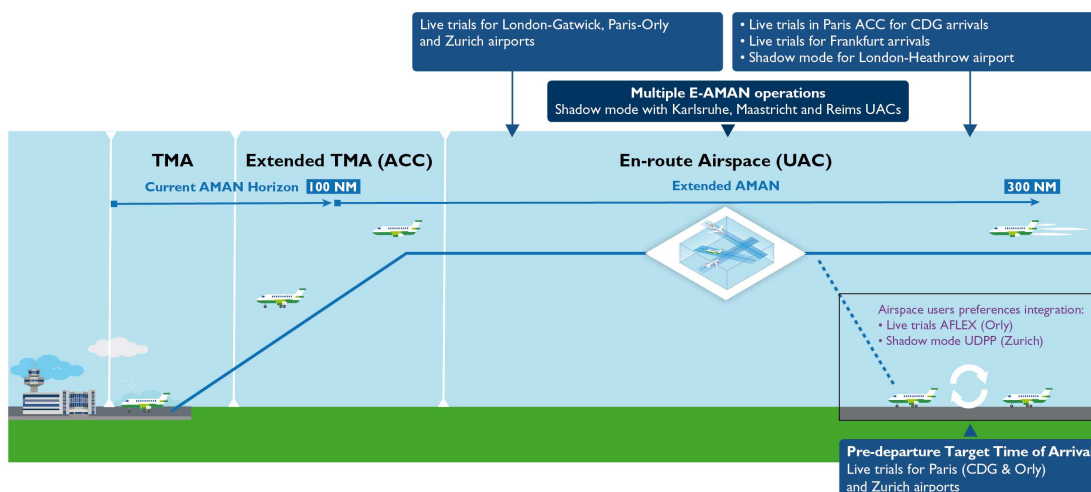 Live trials for London-Gatwick, Paris-Orly
and Zurich airports
• Live trials in Paris ACC for CDG arrivals
• Live trials for Frankfurt arrivals
• Shadow mode for London-Heathrow airport
Multiple E-AMAN operations
Shadow mode with Karlsruhe, Maastricht and Reims UACs
TMA
Extended TMA (ACC)
En-route Airspace (UAC)
Current AMAN Horizon 100 NM
Extended AMAN
300 NM
Airspace users preferences integration:
• Live trials AFLEX (Orly)
• Shadow mode UDPP (Zurich)
Pre-departure Target Time of Arrival
Live trials for Paris (CDG & Orly)
and Zurich airports